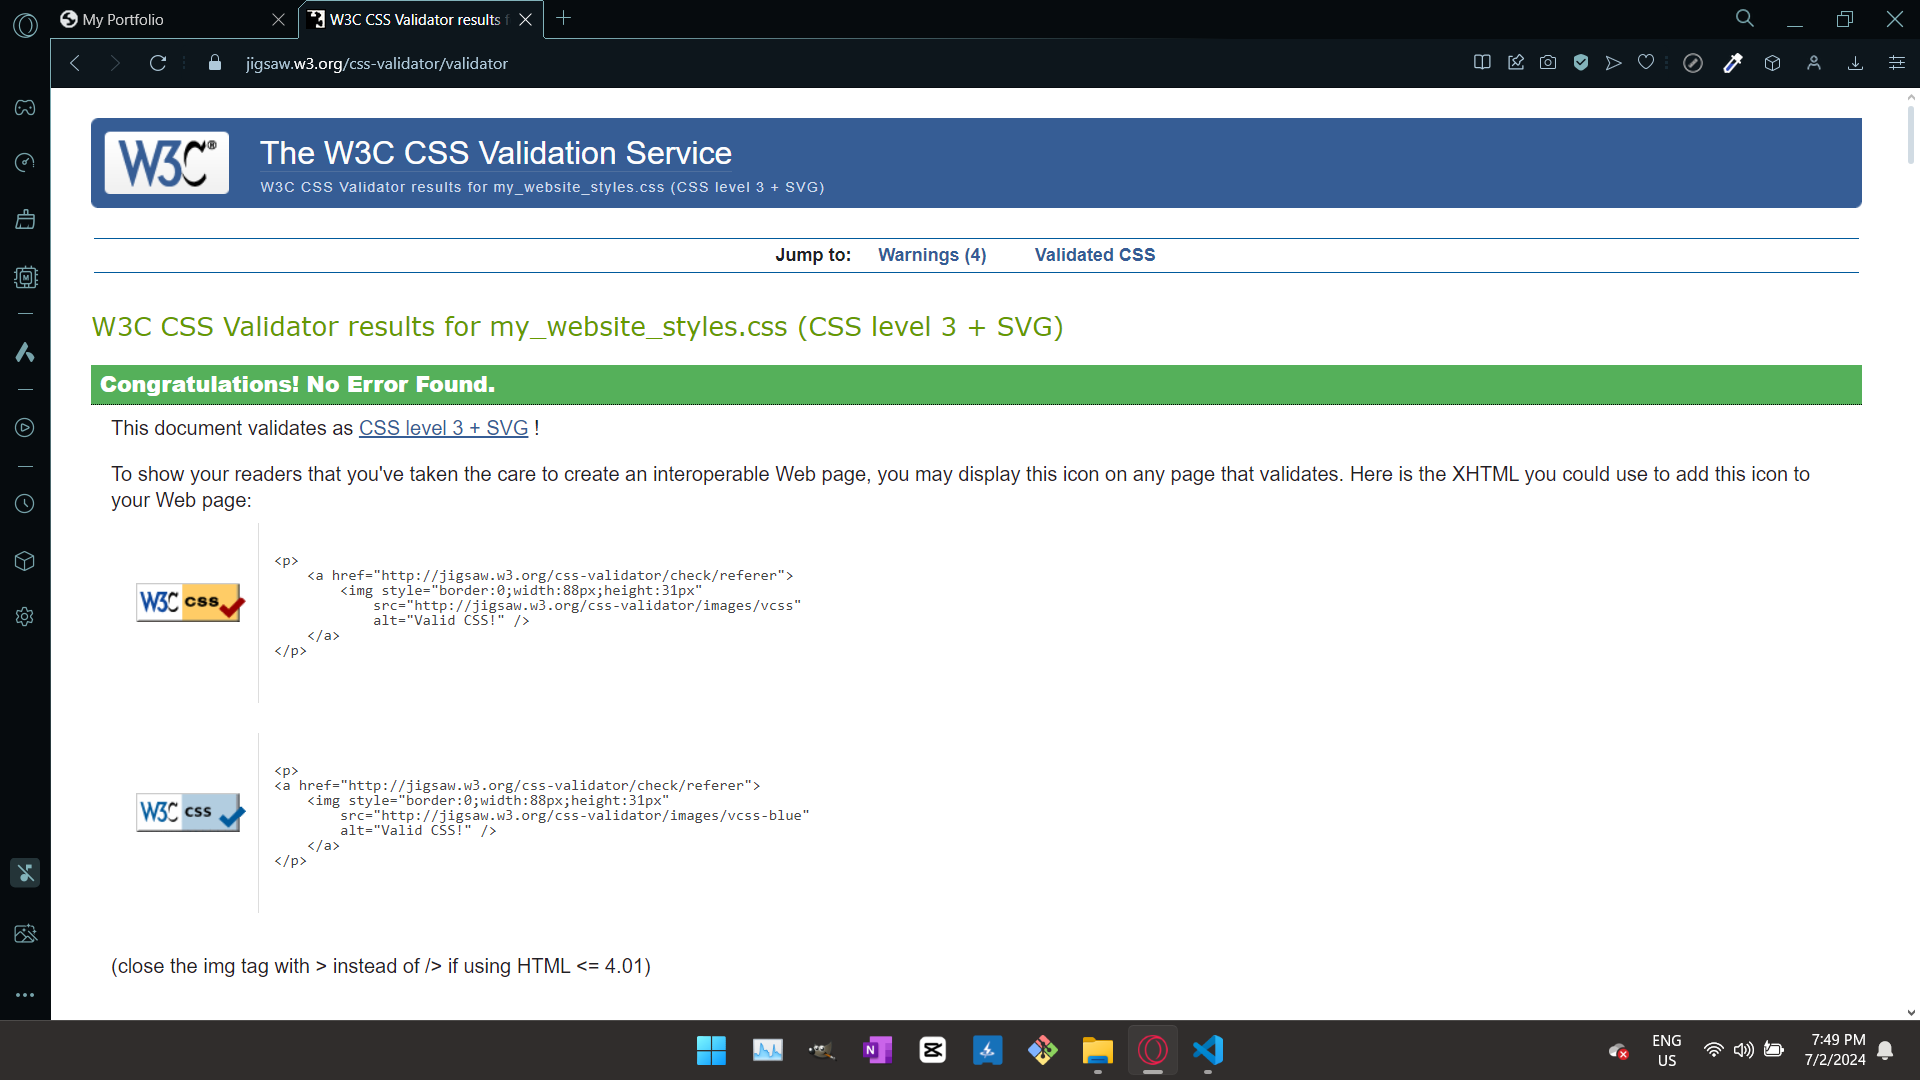 My Portfolio
W3C CSS Validator results f
jigsaw.w3.org/css-validator/validator
W3C®
The W3C CSS Validation Service
W3C CSS Validator results for my_website_styles.css (CSS level 3 + SVG)
Jump to: Warnings (4) Validated CSS
W3C CSS Validator results for my_website_styles.css (CSS level 3 + SVG)
Congratulations! No Error Found.
This document validates as CSS level 3 + SVG !
To show your readers that you've taken the care to create an interoperable Web page, you may display this icon on any page that validates. Here is the XHTML you could use to add this icon to
your Web page:
W3C css
<p>
<a href="http://jigsaw.w3.org/css-validator/check/referer">
<img style="border:0;width:88px;height:31px"
src="http://jigsaw.w3.org/css-validator/images/vcss"
alt="Valid CSS!" />
</a>
</p>
W3C css
<p>
<a href="http://jigsaw.w3.org/css-validator/check/referer">
<img style="border:0;width:88px;height:31px"
src="http://jigsaw.w3.org/css-validator/images/vcss-blue"
alt="Valid CSS!" />
</a>
</p>
(close the img tag with > instead of /> if using HTML <= 4.01)
ENG
US
7:49 PM
7/2/2024